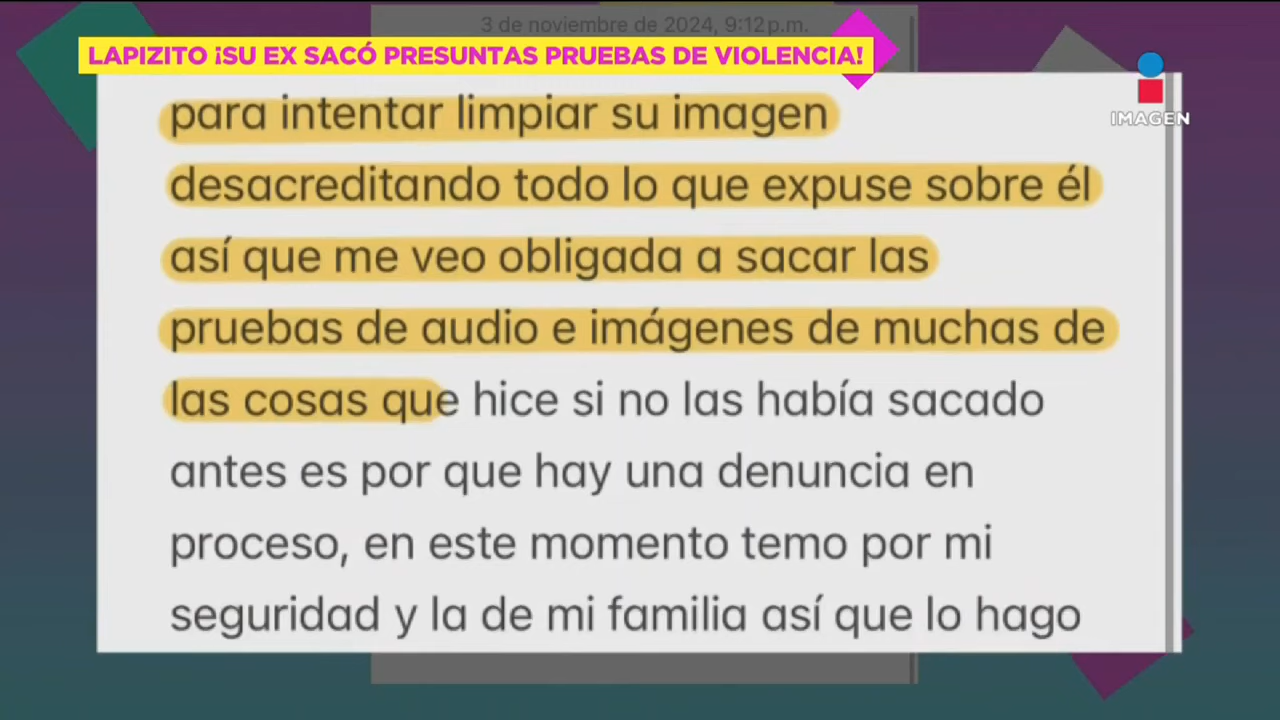 3 de noviembre de 2024, 9:12 p.m.
LAPIZITO ¡SU EX SACÓ PRESUNTAS PRUEBAS DE VIOLENCIA!
IMAGEN
para intentar limpiar su imagen
desacreditando todo lo que expuse sobre él
así que me veo obligada a sacar las
pruebas de audio e imágenes de muchas de
las cosas que hice si no las había sacado
antes es por que hay una denuncia en
proceso, en este momento temo por mi
seguridad y la de mi familia así que lo hago